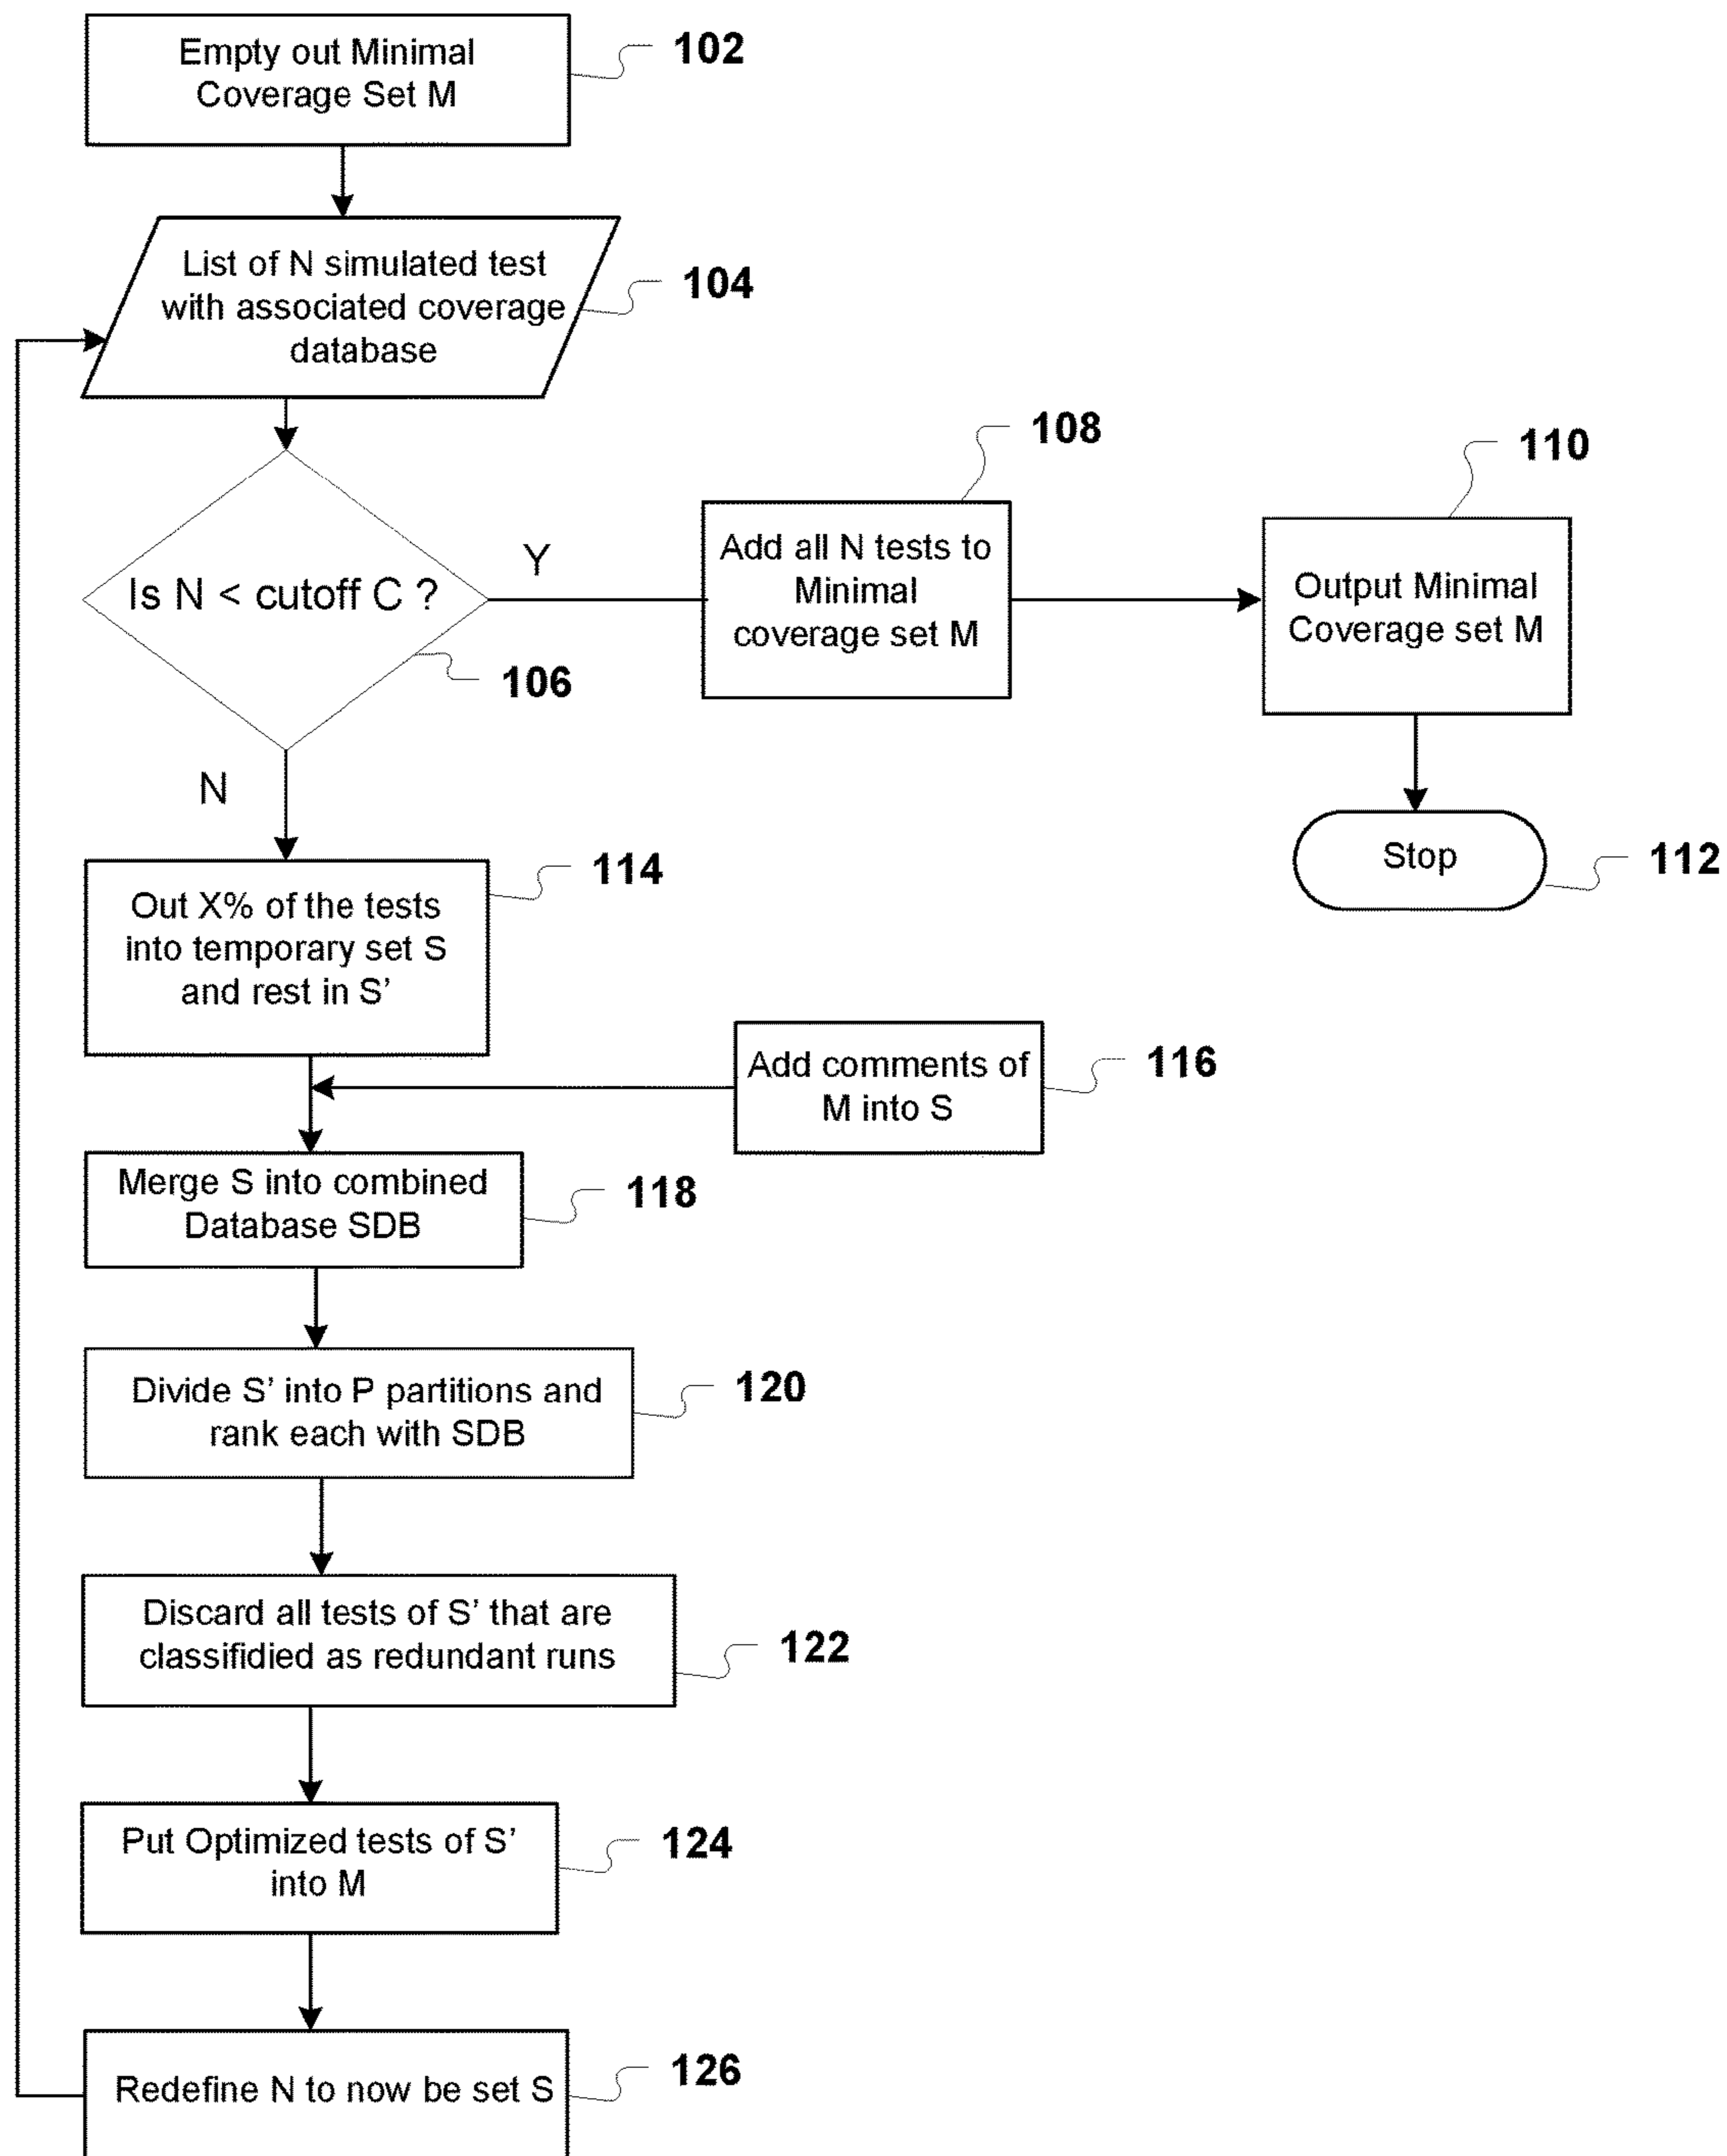 Empty out Minimal
Coverage Set M
102
List of N simulated test
with associated coverage
database
104
Is N < cutoff C ?
106
Y
Add all N tests to
Minimal
coverage set M
108
Output Minimal
Coverage set M
110
Stop
112
N
Out X% of the tests
into temporary set S
and rest in S’
114
Add comments of
M into S
116
Merge S into combined
Database SDB
118
Divide S’ into P partitions and
rank each with SDB
120
Discard all tests of S’ that are
classifidied as redundant runs
122
Put Optimized tests of S’
into M
124
Redefine N to now be set S
126